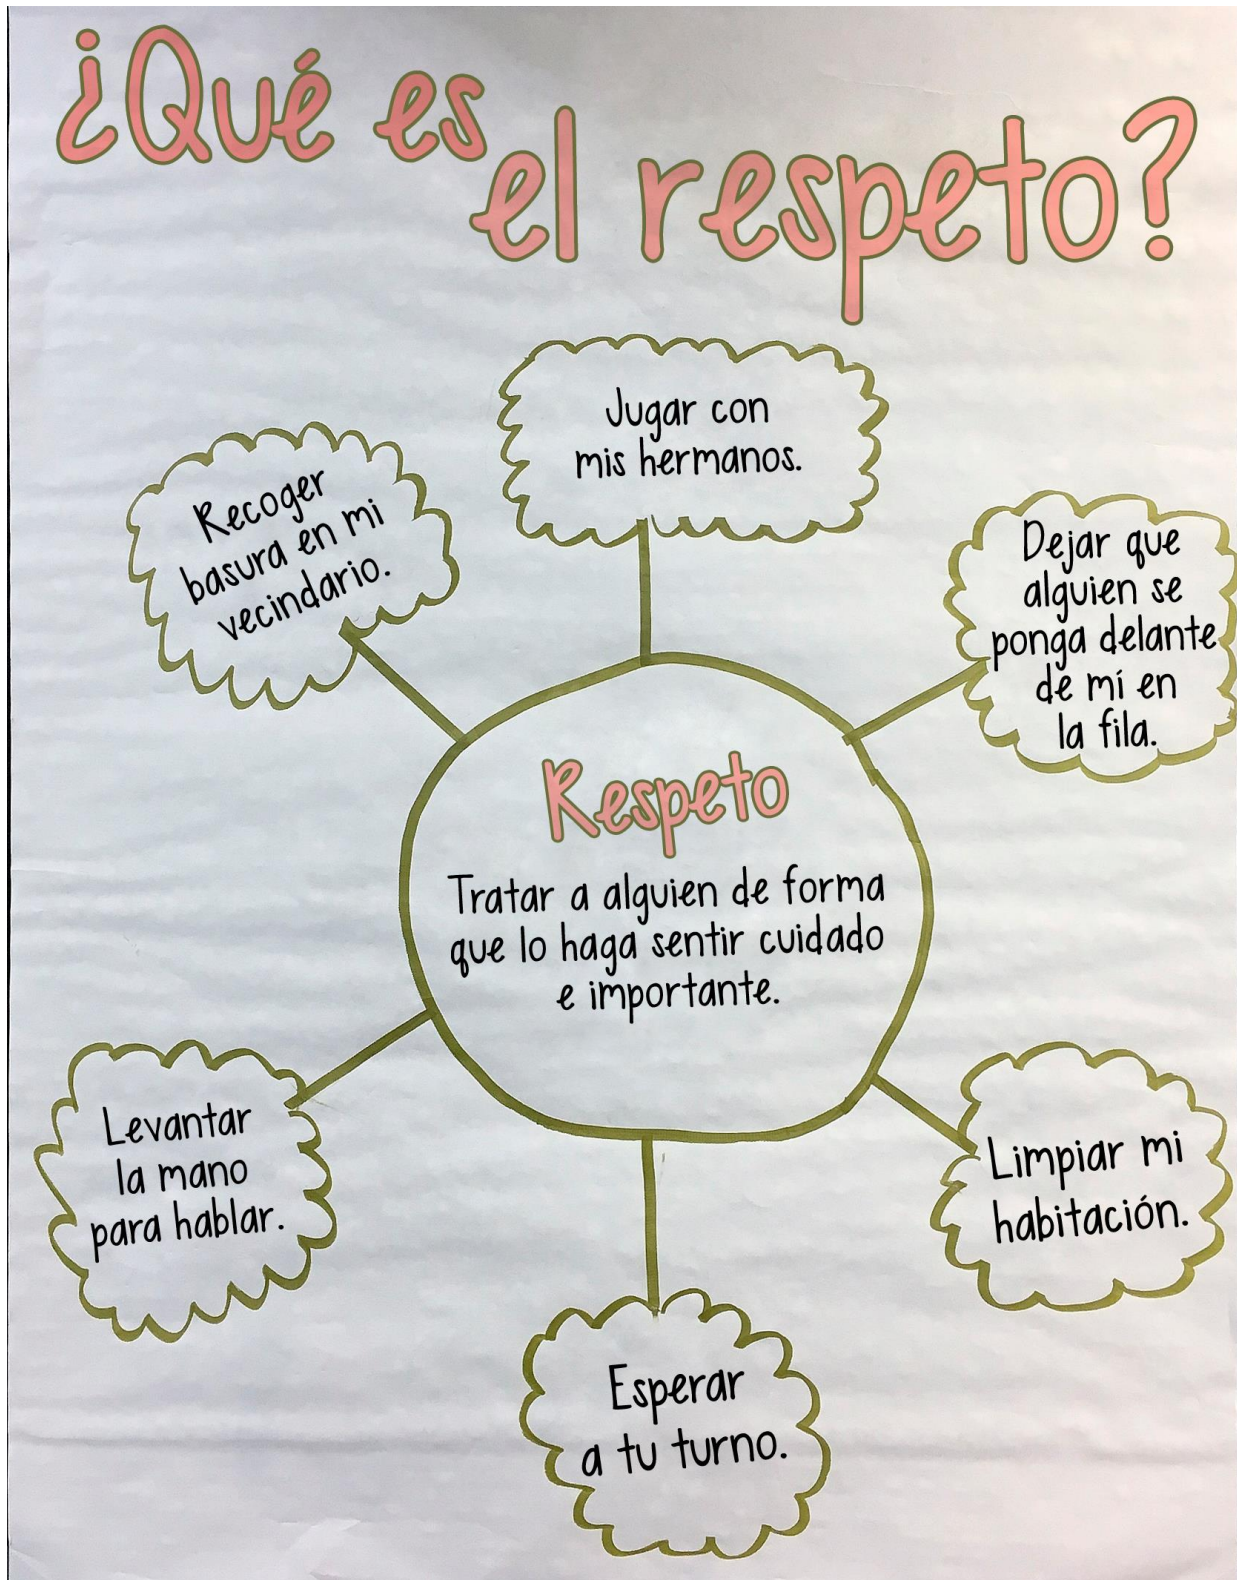 ¿Qué es
el respeto?
Jugar con
mis hermanos.
Recoger
basura en mi
vecindario.
Dejar que
alguien se
ponga delante
de mí en
la fila.
Respeto
Tratar a alguien de forma
que lo haga sentir cuidado
e importante.
Levantar
la mano
para hablar.
Limpiar mi
habitación.
Esperar
a tu turno.